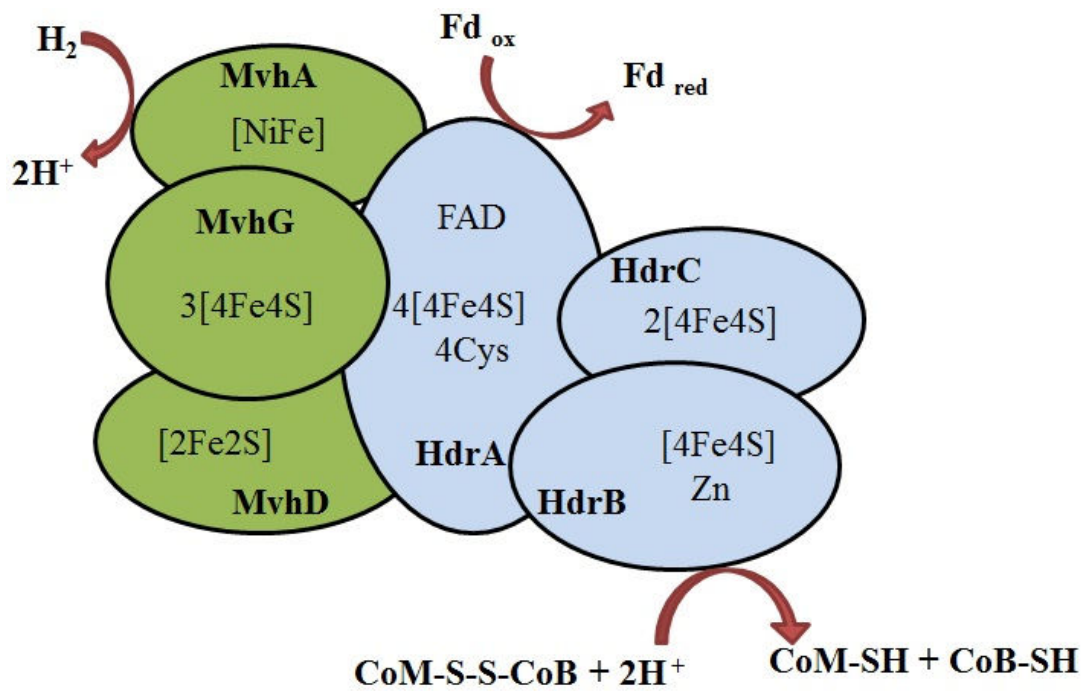 H₂
2H⁺
Fd ox
Fd red
MvhA
[NiFe]
MvhG
3[4Fe4S]
[2Fe2S]
MvhD
FAD
4[4Fe4S]
4Cys
HdrA
HdrC
2[4Fe4S]
[4Fe4S]
Zn
HdrB
CoM-S-S-CoB + 2H⁺
CoM-SH + CoB-SH